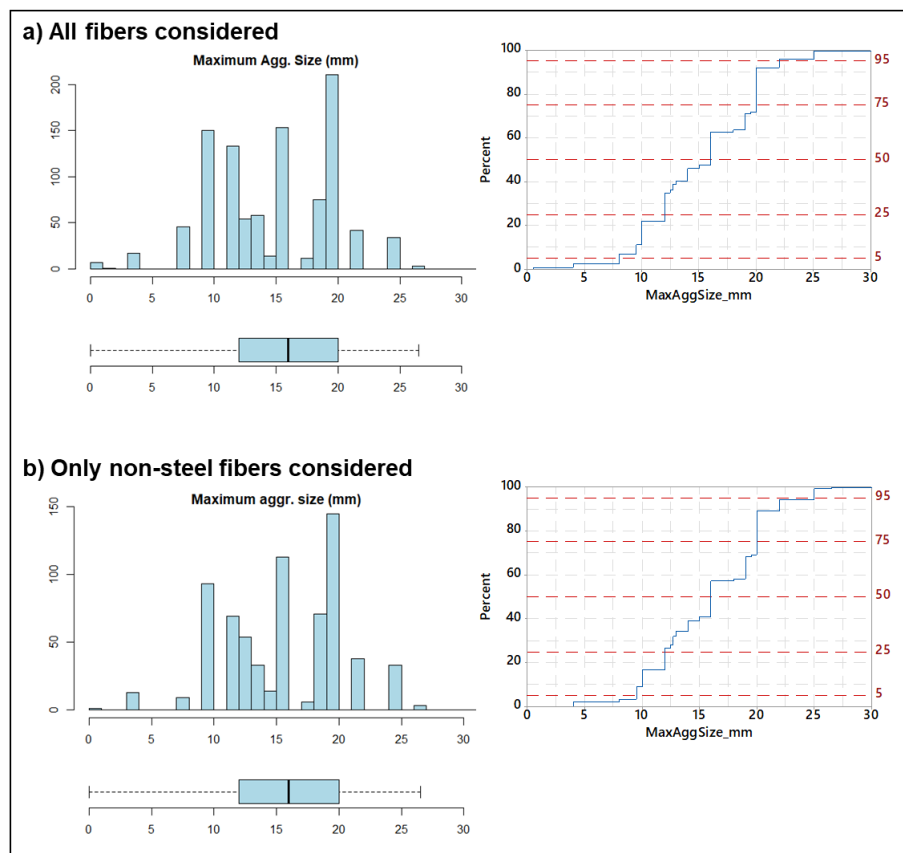 a) All fibers considered
Maximum Agg. Size (mm)
200
150
100
50
0
0 5 10 15 20 25 30
0 5 10 15 20 25 30
100
80
60
40
20
0
Percent
95
75
50
25
5
0 5 10 15 20 25 30
MaxAggSize_mm
b) Only non-steel fibers considered
Maximum aggr. size (mm)
150
100
50
0
0 5 10 15 20 25 30
0 5 10 15 20 25 30
100
80
60
40
20
0
Percent
95
75
50
25
5
0 5 10 15 20 25 30
MaxAggSize_mm